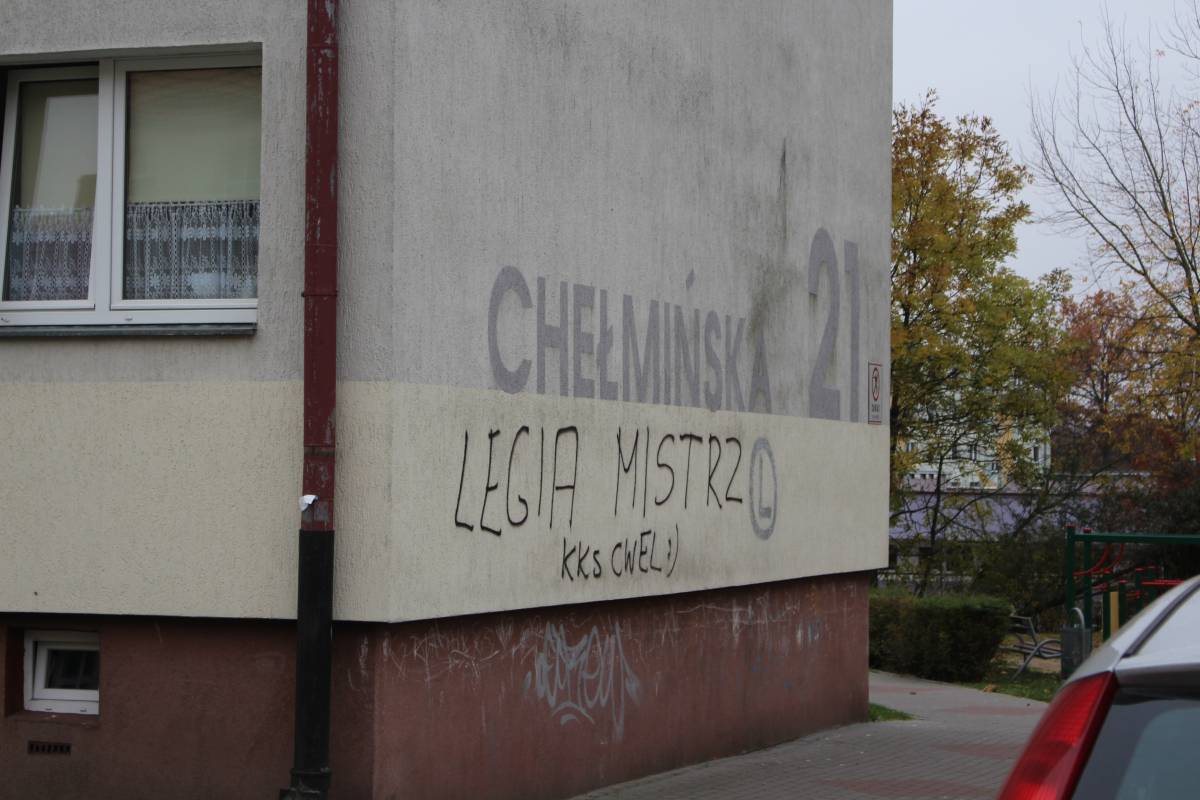 CHEŁMIŃSKA 21
LEGIA MISTRZ L
KKS CWEL :)